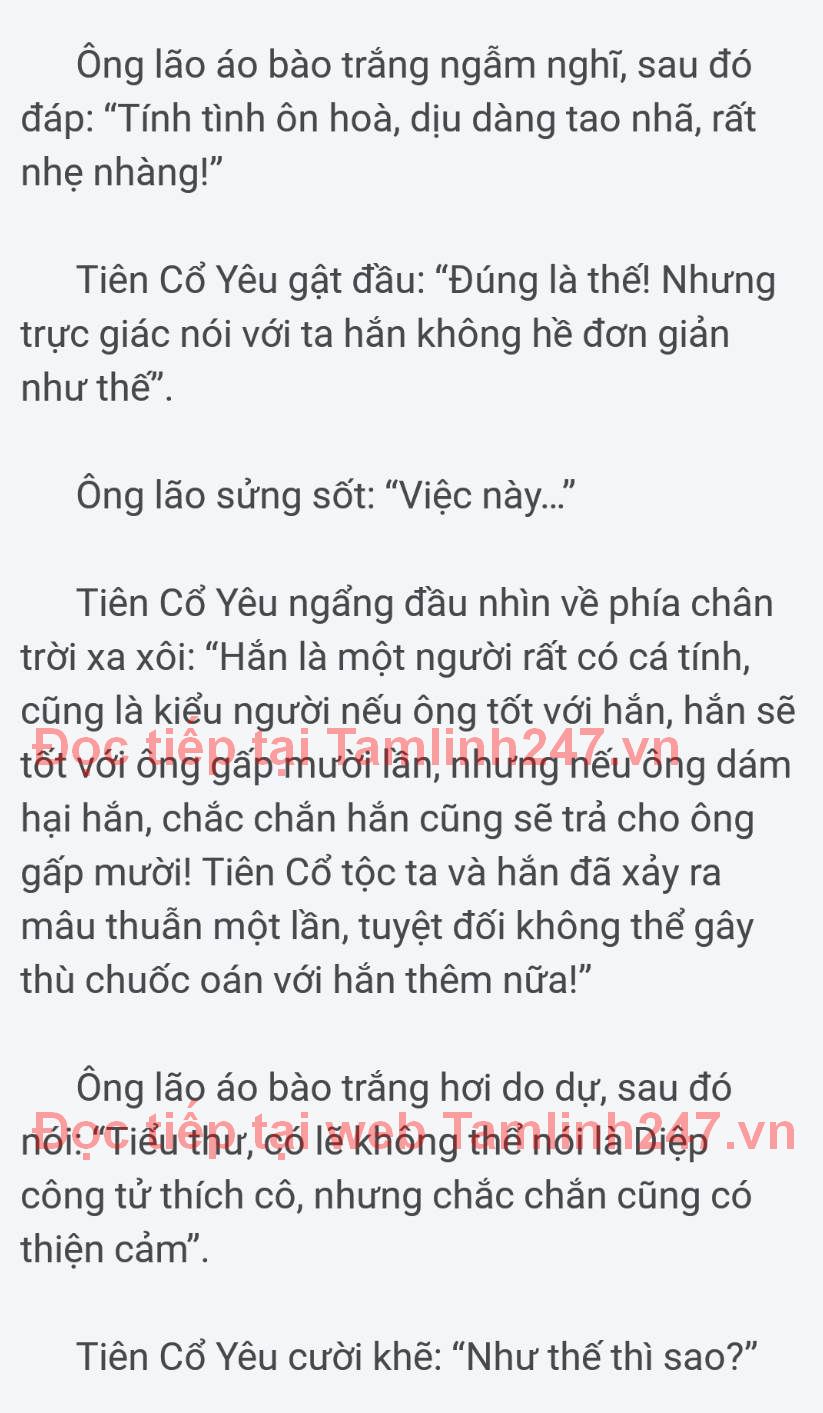 Ông lão áo bào trắng ngẫm nghĩ, sau đó
đáp: “Tính tình ôn hoà, dịu dàng tao nhã, rất
nhẹ nhàng!”
Tiên Cổ Yêu gật đầu: “Đúng là thế! Nhưng
trực giác nói với ta hắn không hề đơn giản
như thế”.
Ông lão sửng sốt: “Việc này...”
Tiên Cổ Yêu ngẩng đầu nhìn về phía chân
trời xa xôi: “Hắn là một người rất có cá tính,
cũng là kiểu người nếu ông tốt với hắn, hắn sẽ
Đọc tiếp tại Tamlinh247.vn
tốt với ông gấp mười lần, nhưng nếu ông dám
hại hắn, chắc chắn hắn cũng sẽ trả cho ông
gấp mười! Tiên Cổ tộc ta và hắn đã xảy ra
mâu thuẫn một lần, tuyệt đối không thể gây
thù chuốc oán với hắn thêm nữa!”
Ông lão áo bào trắng hơi do dự, sau đó
Đọc tiếp tại web Tamlinh247.vn
nói: “Tiểu thư, có lẽ không thể nói là Diệp
công tử thích cô, nhưng chắc chắn cũng có
thiện cảm”.
Tiên Cổ Yêu cười khẽ: “Như thế thì sao?”